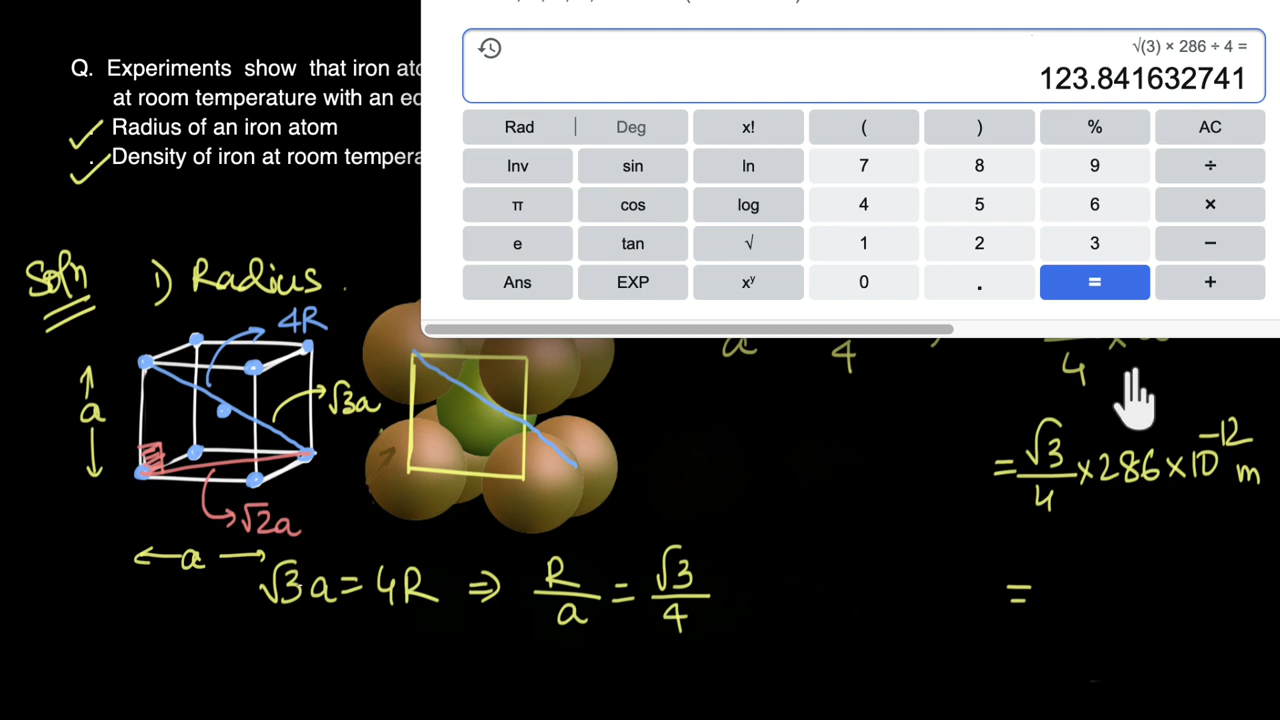 Q. Experiments show that iron
at room temperature with an
Radius of an iron atom
Density of iron at room
√(3) × 286 ÷ 4 =
123.841632741
Rad | Deg x! ( ) % AC
Inv sin ln 7 8 9 ÷
π cos log 4 5 6 ×
e tan √ 1 2 3 −
Ans EXP xʸ 0 . = +
Soln 1) Radius .
4R
a
√3a
√2a
a
a 4 ,
4 ×
= √3/4 × 286 × 10⁻¹² m
√3a = 4R ⇒ R/a = √3/4
=